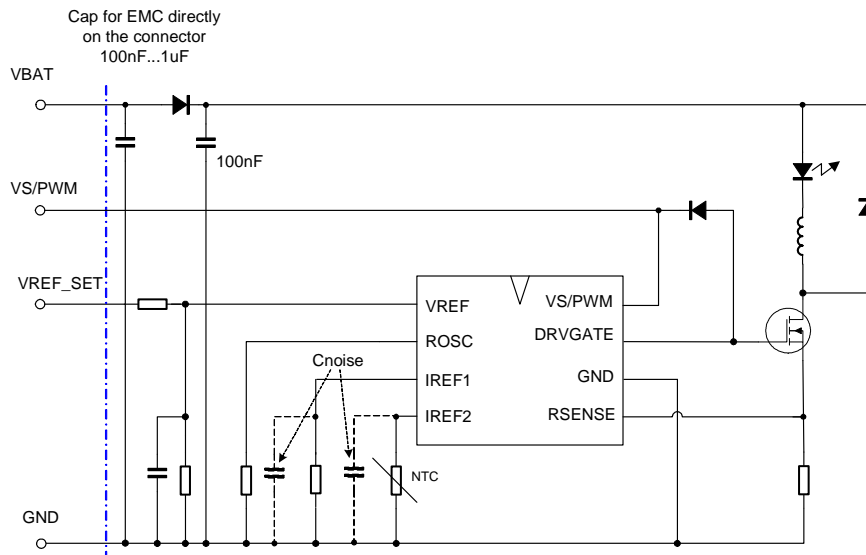 Cap for EMC directly
on the connector
100nF...1uF
VBAT
100nF
VS/PWM
VREF_SET
VREF
VS/PWM
ROSC
DRVGATE
Cnoise
IREF1
GND
IREF2
RSENSE
NTC
GND